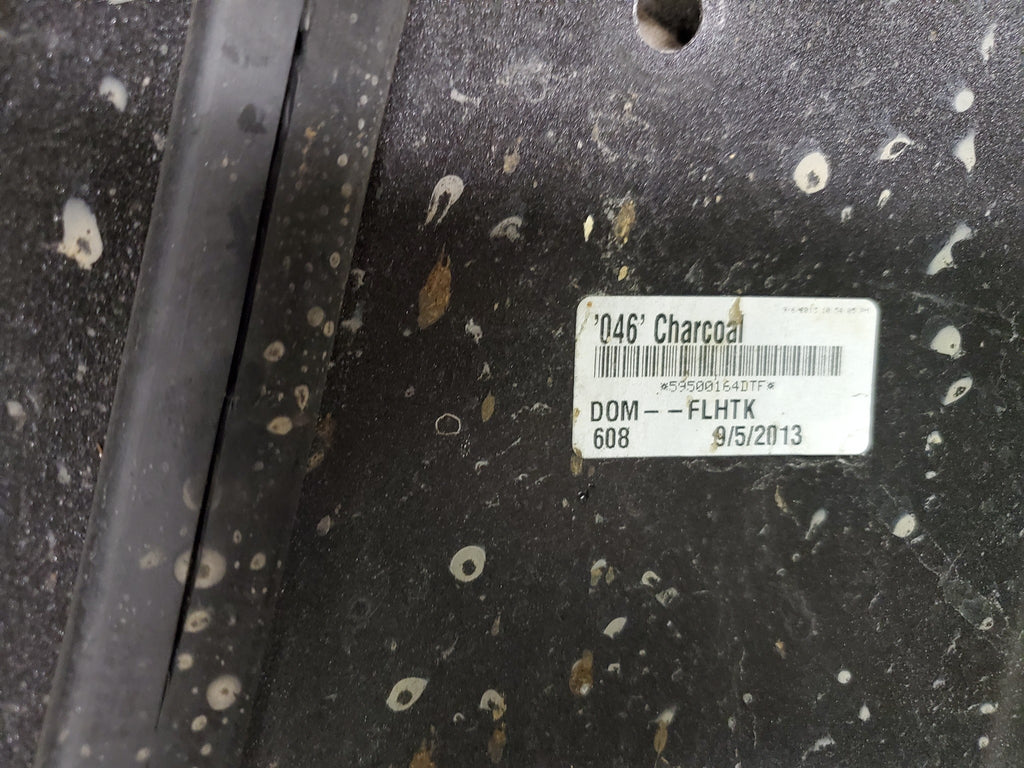 '046' Charcoal
*59500164DTF*
DOM--FLHTK
608 9/5/2013